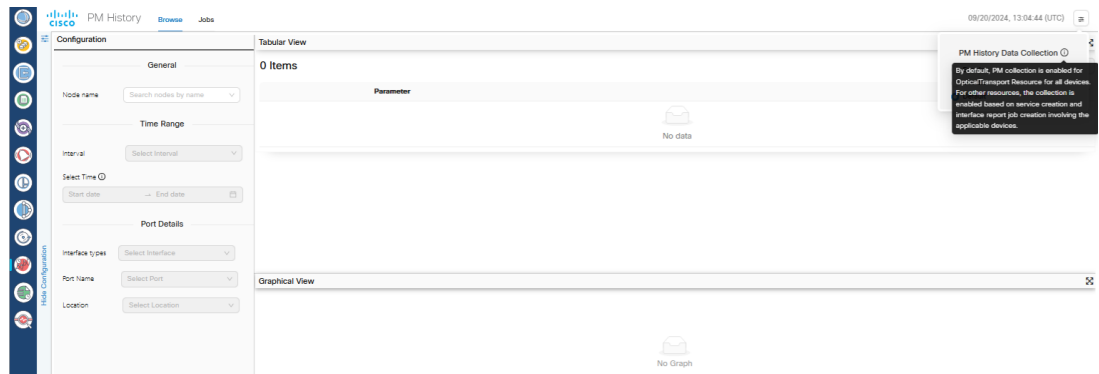 cisco PM History Browse Jobs 09/20/2024, 13:04:44 (UTC)
Configuration
General
Node name Search nodes by name
Time Range
Interval Select Interval
Select Time
Start date → End date
Port Details
Interface types Select Interface
Port Name Select Port
Location Select Location
Hide Configuration
Tabular View
0 Items
Parameter
No data
Graphical View
No Graph
PM History Data Collection
By default, PM collection is enabled for
OpticalTransport Resource for all devices.
For other resources, the collection is
enabled based on service creation and
interface report job creation involving the
applicable devices.